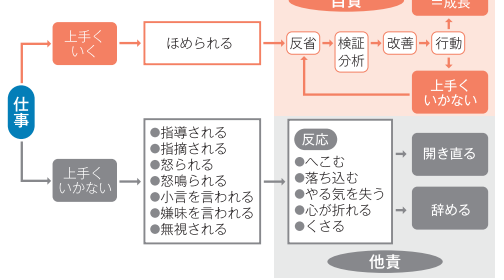 自責
=成長
上手く
いく
ほめられる
反省
検証
分析
改善
行動
上手く
いかない
仕事
上手く
いかない
●指導される
●指摘される
●怒られる
●怒鳴られる
●小言を言われる
●嫌味を言われる
●無視される
反応
●へこむ
●落ち込む
●やる気を失う
●心が折れる
●くさる
開き直る
辞める
他責